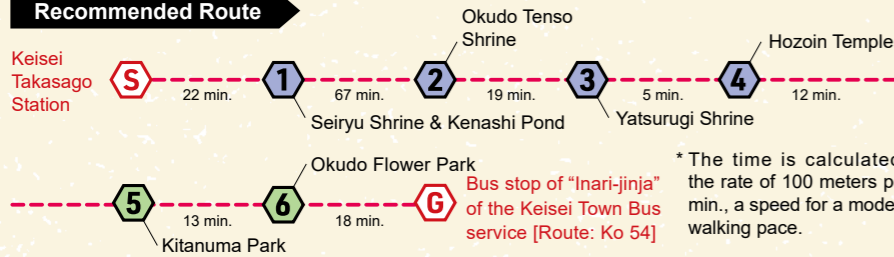 Recommended Route
Keisei
Takasago
Station
S
22 min.
1
Seiryu Shrine & Kenashi Pond
67 min.
2
Okudo Tenso
Shrine
19 min.
3
Yatsurugi Shrine
5 min.
4
Hozoin Temple
12 min.
5
Kitanuma Park
13 min.
6
Okudo Flower Park
18 min.
G
Bus stop of “Inari-jinja”
of the Keisei Town Bus
service [Route: Ko 54]
* The time is calculated
the rate of 100 meters p
min., a speed for a mode
walking pace.